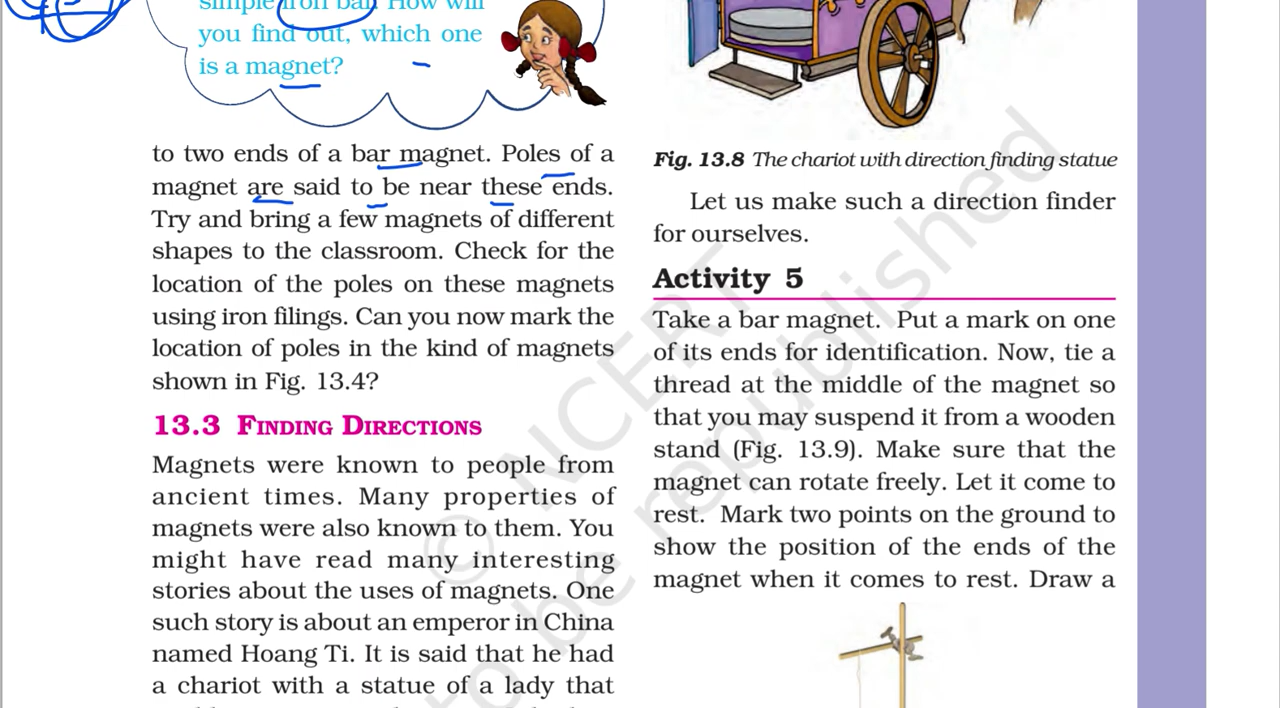 simple iron bar. How will
you find out, which one
is a magnet?
to two ends of a bar magnet. Poles of a
magnet are said to be near these ends.
Try and bring a few magnets of different
shapes to the classroom. Check for the
location of the poles on these magnets
using iron filings. Can you now mark the
location of poles in the kind of magnets
shown in Fig. 13.4?
13.3 FINDING DIRECTIONS
Magnets were known to people from
ancient times. Many properties of
magnets were also known to them. You
might have read many interesting
stories about the uses of magnets. One
such story is about an emperor in China
named Hoang Ti. It is said that he had
a chariot with a statue of a lady that
Fig. 13.8 The chariot with direction finding statue
Let us make such a direction finder
for ourselves.
Activity 5
Take a bar magnet. Put a mark on one
of its ends for identification. Now, tie a
thread at the middle of the magnet so
that you may suspend it from a wooden
stand (Fig. 13.9). Make sure that the
magnet can rotate freely. Let it come to
rest. Mark two points on the ground to
show the position of the ends of the
magnet when it comes to rest. Draw a
© NCERT
to be republished